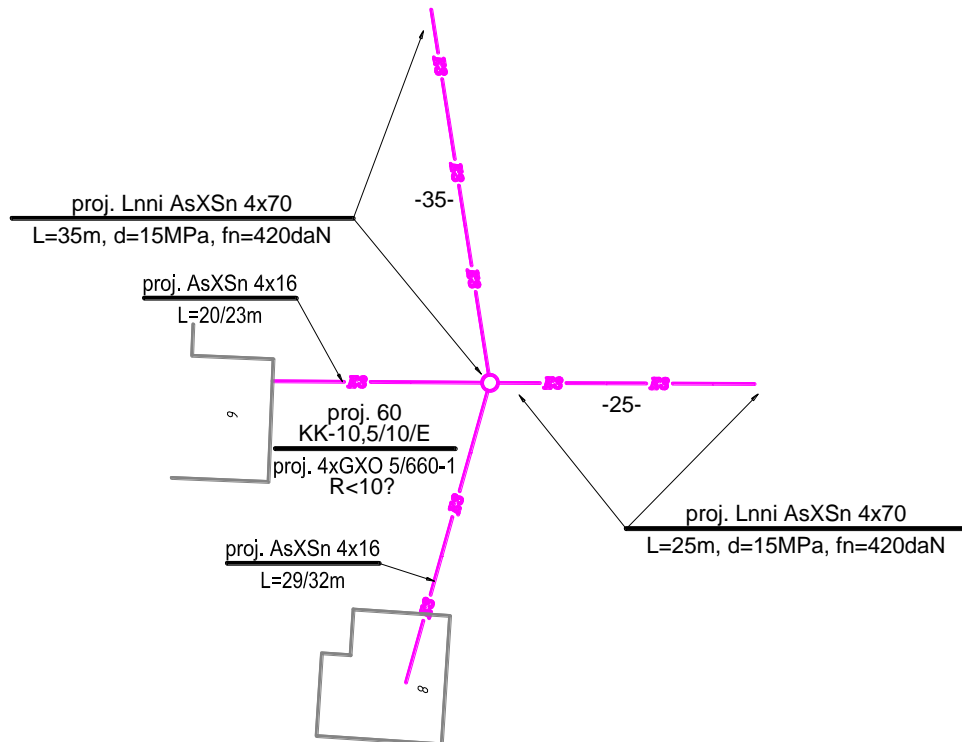 -35-
proj. Lnni AsXSn 4x70
L=35m, d=15MPa, fn=420daN
proj. AsXSn 4x16
L=20/23m
-25-
proj. 60
KK-10,5/10/E
proj. 4xGXO 5/660-1
R<10?
proj. Lnni AsXSn 4x70
L=25m, d=15MPa, fn=420daN
proj. AsXSn 4x16
L=29/32m
8